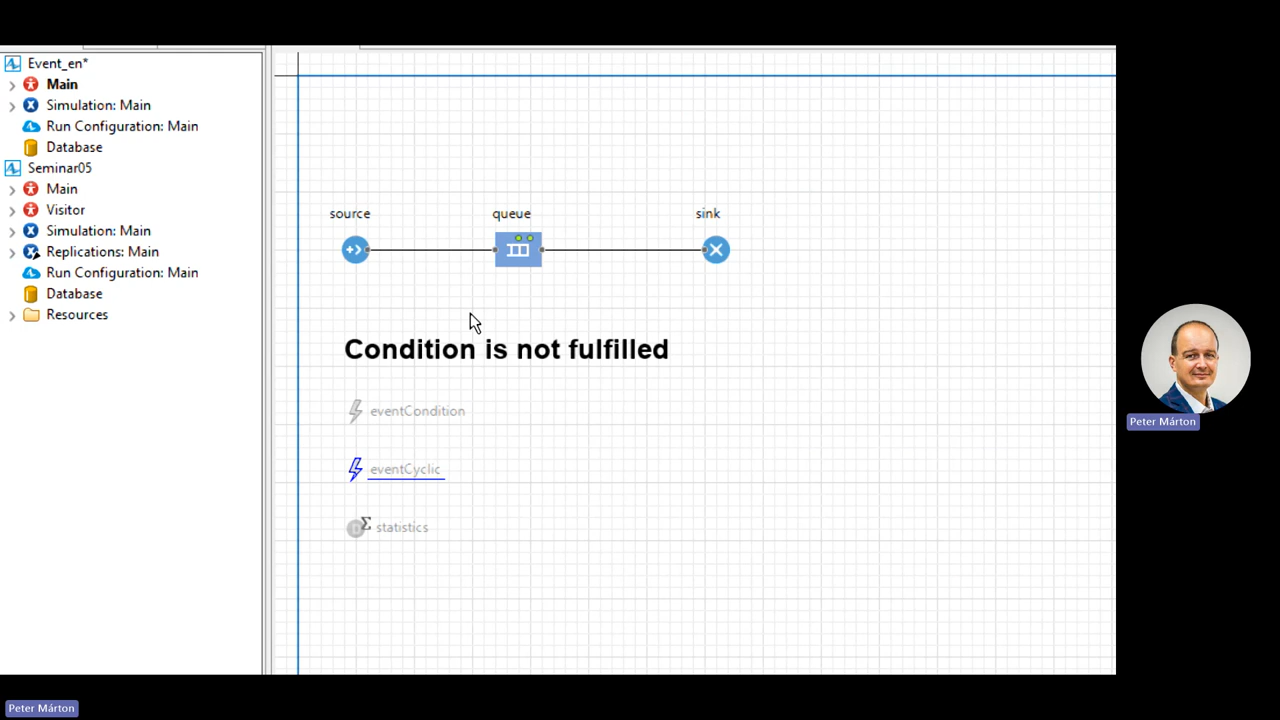 Event_en*
Main
Simulation: Main
Run Configuration: Main
Database
Seminar05
Main
Visitor
Simulation: Main
Replications: Main
Run Configuration: Main
Database
Resources
source
queue
sink
Condition is not fulfilled
eventCondition
eventCyclic
statistics
Peter Márton
Peter Márton